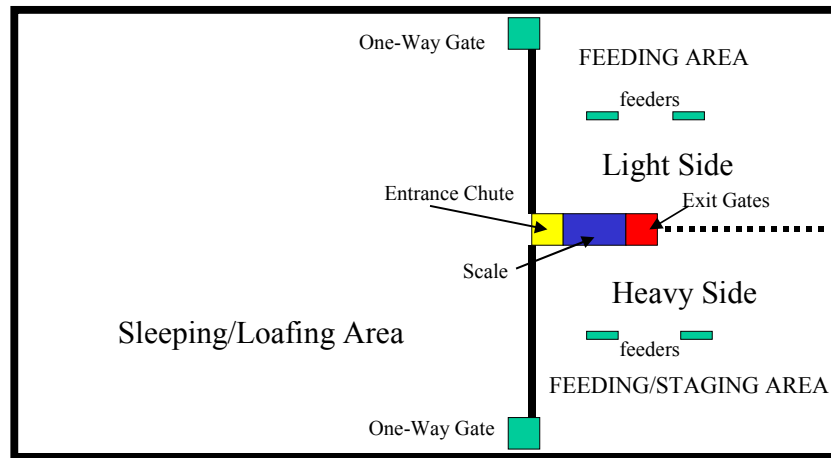 One-Way Gate
FEEDING AREA
feeders
Light Side
Entrance Chute
Exit Gates
Scale
Heavy Side
Sleeping/Loafing Area
feeders
FEEDING/STAGING AREA
One-Way Gate